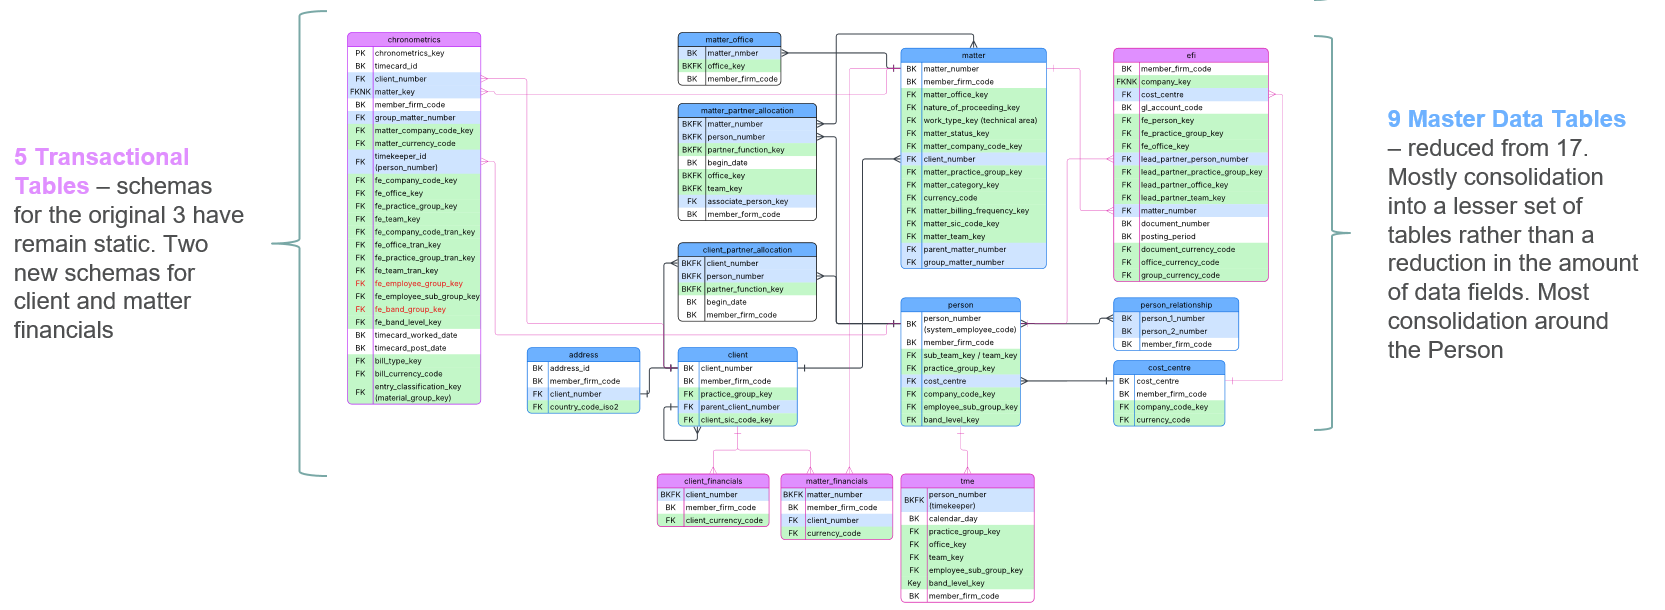 5 Transactional
Tables – schemas
for the original 3 have
remain static. Two
new schemas for
client and matter
financials
chronometrics
PK chronometrics_key
BK timecard_id
FK client_number
FKNK matter_key
BK member_firm_code
FK group_matter_number
FK matter_company_code_key
FK matter_currency_code
FK timekeeper_id
(person_number)
FK fe_company_code_key
FK fe_office_key
FK fe_practice_group_key
FK fe_team_key
FK fe_company_code_tran_key
FK fe_office_tran_key
FK fe_practice_group_tran_key
FK fe_team_tran_key
FK fe_employee_group_key
FK fe_employee_sub_group_key
FK fe_band_group_key
FK fe_band_level_key
BK timecard_worked_date
BK timecard_post_date
FK bill_type_key
FK bill_currency_code
FK entry_classification_key
(material_group_key)
matter_office
BK matter_nmber
BKFK office_key
BK member_firm_code
matter_partner_allocation
BKFK matter_number
BKFK person_number
BKFK partner_function_key
BK begin_date
BKFK office_key
BKFK team_key
FK associate_person_key
BK member_form_code
client_partner_allocation
BKFK client_number
BKFK person_number
BKFK partner_function_key
BK begin_date
BK member_firm_code
address
BK address_id
BK member_firm_code
FK client_number
FK country_code_iso2
client
BK client_number
BK member_firm_code
FK practice_group_key
FK parent_client_number
FK client_sic_code_key
client_financials
BKFK client_number
BK member_firm_code
FK client_currency_code
matter_financials
BKFK matter_number
BK member_firm_code
FK client_number
FK currency_code
matter
BK matter_number
BK member_firm_code
FK matter_office_key
FK nature_of_proceeding_key
FK work_type_key (technical area)
FK matter_status_key
FK matter_company_code_key
FK client_number
FK matter_practice_group_key
FK matter_category_key
FK currency_code
FK matter_billing_frequency_key
FK matter_sic_code_key
FK matter_team_key
FK parent_matter_number
FK group_matter_number
person
BK person_number
(system_employee_code)
BK member_firm_code
FK sub_team_key / team_key
FK practice_group_key
FK cost_centre
FK company_code_key
FK employee_sub_group_key
FK band_level_key
tme
BKFK person_number
(timekeeper)
BK calendar_day
FK practice_group_key
FK office_key
FK team_key
FK employee_sub_group_key
Key band_level_key
BK member_firm_code
efi
BK member_firm_code
FKNK company_key
FK cost_centre
BK gl_account_code
FK fe_person_key
FK fe_practice_group_key
FK fe_office_key
FK lead_partner_person_number
FK lead_partner_practice_group_key
FK lead_partner_office_key
FK lead_partner_team_key
FK matter_number
BK document_number
BK posting_period
FK document_currency_code
FK office_currency_code
FK group_currency_code
person_relationship
BK person_1_number
BK person_2_number
BK member_firm_code
cost_centre
BK cost_centre
BK member_firm_code
FK company_code_key
FK currency_code
9 Master Data Tables
– reduced from 17.
Mostly consolidation
into a lesser set of
tables rather than a
reduction in the amount
of data fields. Most
consolidation around
the Person